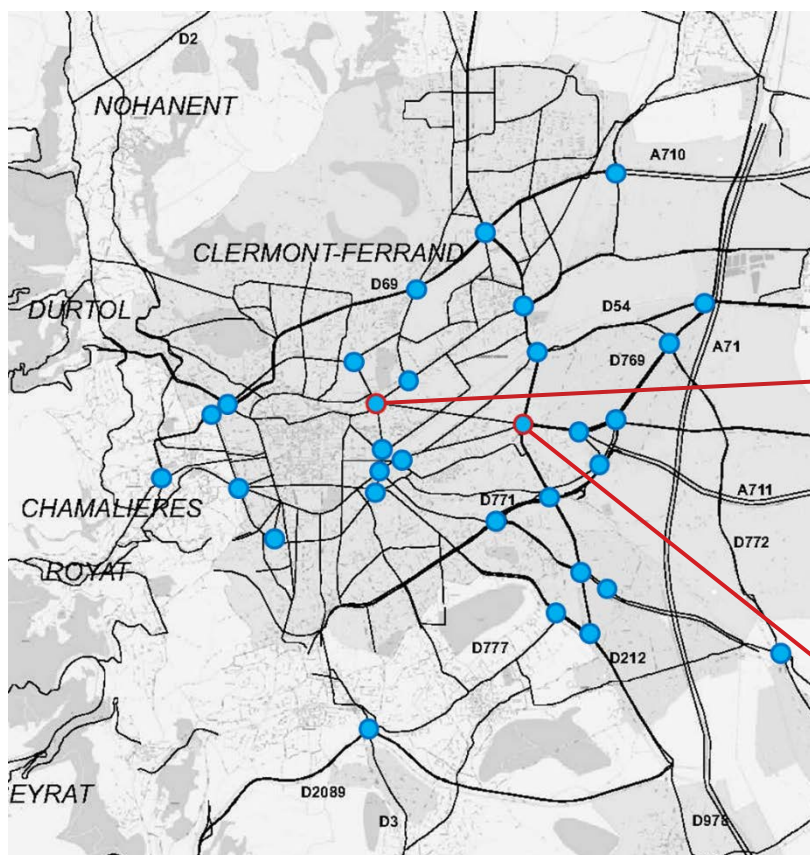 D2
NOHANENT
A710
CLERMONT-FERRAND
D69
DURTOL
D54
A71
D769
CHAMALIERES
D771
A711
D772
ROYAT
D777
D212
EYRAT
D2089
D3
D978